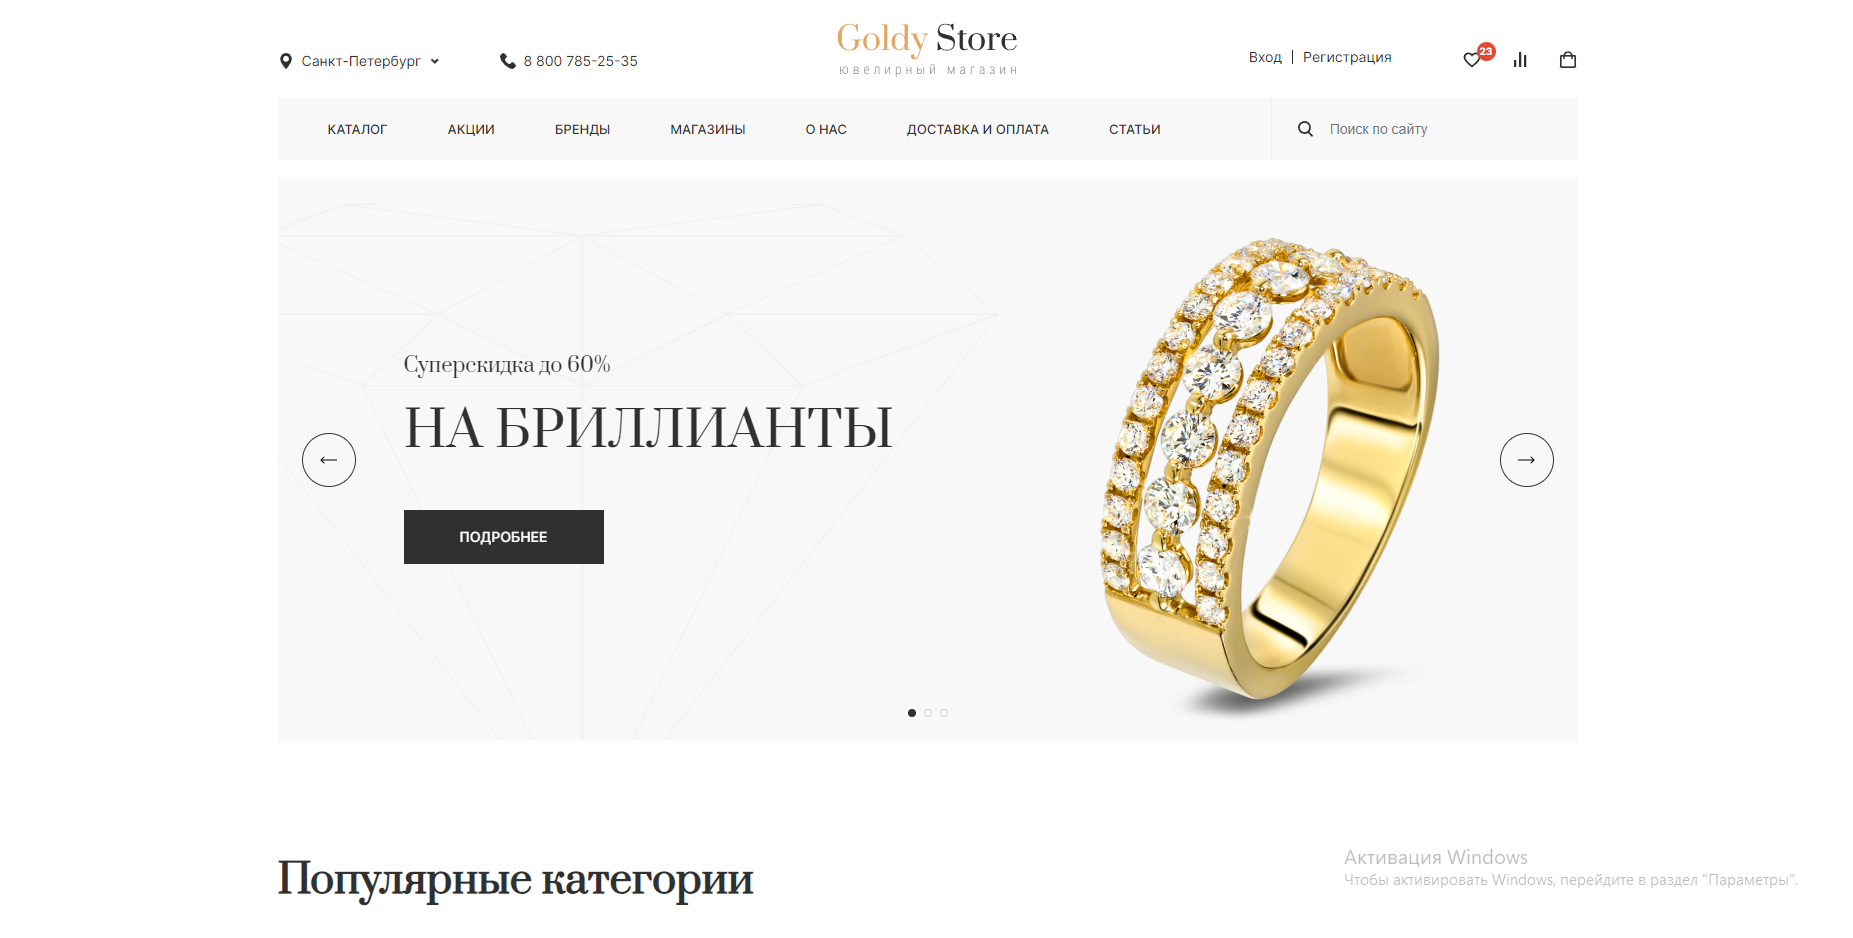 Санкт-Петербург
8 800 785-25-35
Goldy Store
ювелирный магазин
Вход | Регистрация
23
КАТАЛОГ
АКЦИИ
БРЕНДЫ
МАГАЗИНЫ
О НАС
ДОСТАВКА И ОПЛАТА
СТАТЬИ
Поиск по сайту
Суперскидка до 60%
НА БРИЛЛИАНТЫ
ПОДРОБНЕЕ
Популярные категории
Активация Windows
Чтобы активировать Windows, перейдите в раздел "Параметры".